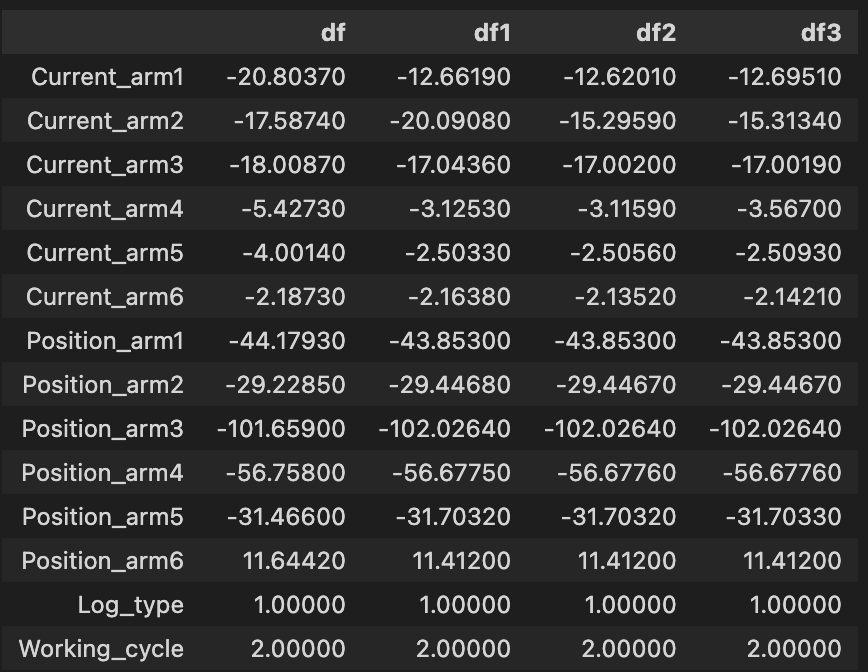 df df1 df2 df3
Current_arm1 -20.80370 -12.66190 -12.62010 -12.69510
Current_arm2 -17.58740 -20.09080 -15.29590 -15.31340
Current_arm3 -18.00870 -17.04360 -17.00200 -17.00190
Current_arm4 -5.42730 -3.12530 -3.11590 -3.56700
Current_arm5 -4.00140 -2.50330 -2.50560 -2.50930
Current_arm6 -2.18730 -2.16380 -2.13520 -2.14210
Position_arm1 -44.17930 -43.85300 -43.85300 -43.85300
Position_arm2 -29.22850 -29.44680 -29.44670 -29.44670
Position_arm3 -101.65900 -102.02640 -102.02640 -102.02640
Position_arm4 -56.75800 -56.67750 -56.67760 -56.67760
Position_arm5 -31.46600 -31.70320 -31.70320 -31.70330
Position_arm6 11.64420 11.41200 11.41200 11.41200
Log_type 1.00000 1.00000 1.00000 1.00000
Working_cycle 2.00000 2.00000 2.00000 2.00000